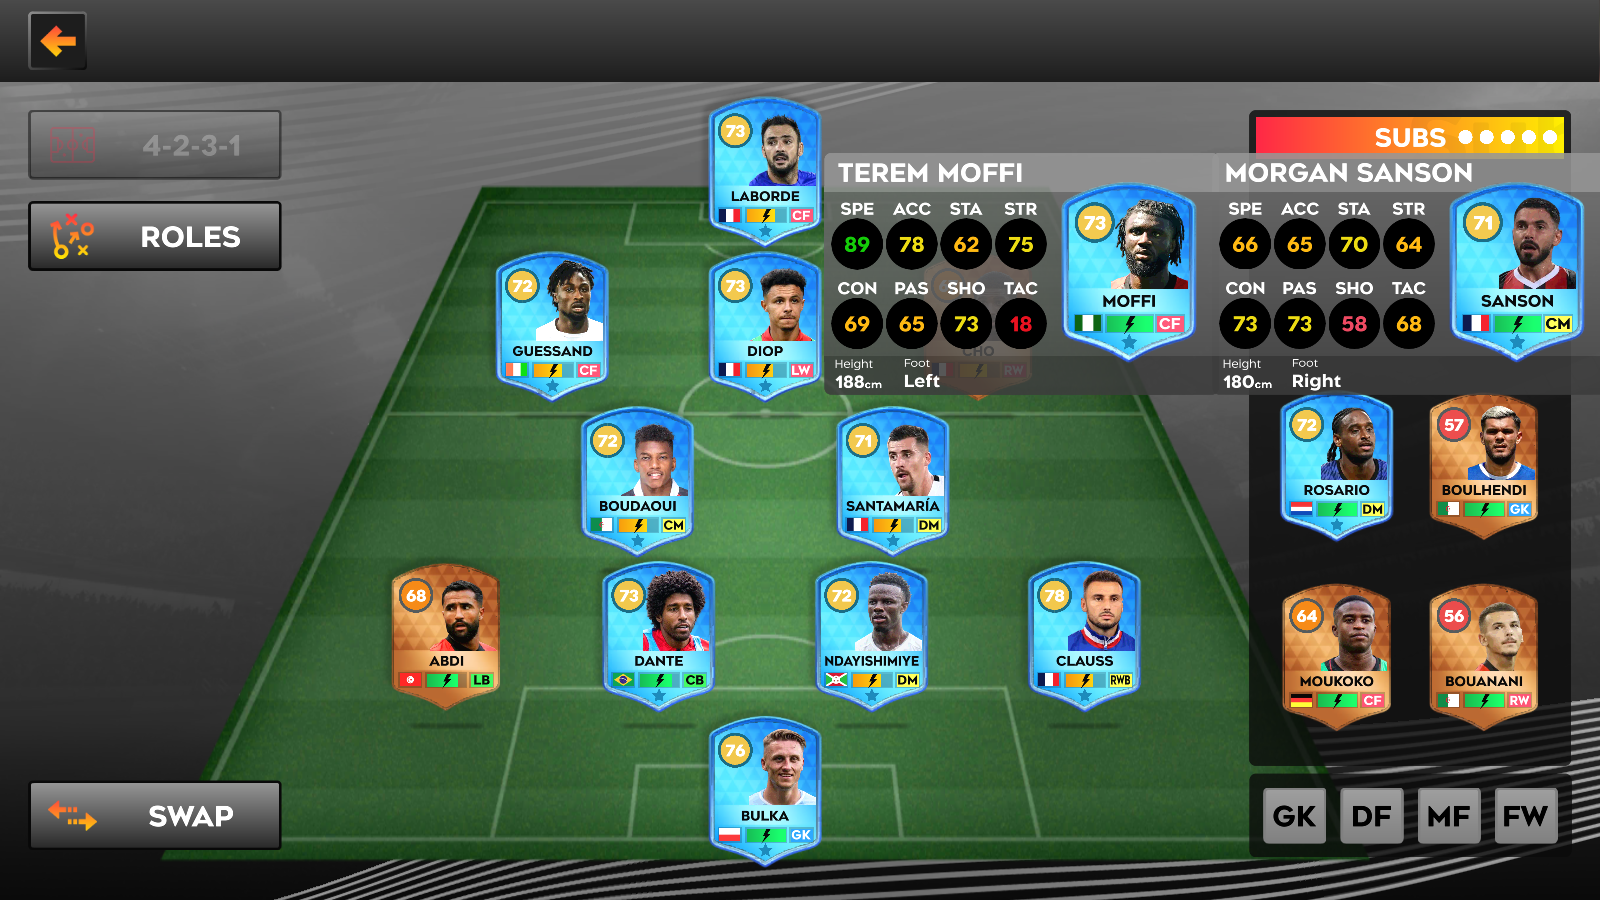 4-2-3-1
ROLES
SWAP
73
LABORDE
CF
72
GUESSAND
CF
73
DIOP
LW
CHO
RW
72
BOUDAOUI
CM
71
SANTAMARÍA
DM
68
ABDI
LB
73
DANTE
CB
72
NDAYISHIMIYE
DM
78
CLAUSS
RWB
76
BULKA
GK
SUBS
TEREM MOFFI
SPE ACC STA STR
89 78 62 75
CON PAS SHO TAC
69 65 73 18
Height Foot
188cm Left
73
MOFFI
CF
MORGAN SANSON
SPE ACC STA STR
66 65 70 64
CON PAS SHO TAC
73 73 58 68
Height Foot
180cm Right
71
SANSON
CM
72
ROSARIO
DM
57
BOULHENDI
GK
64
MOUKOKO
CF
56
BOUANANI
RW
GK DF MF FW